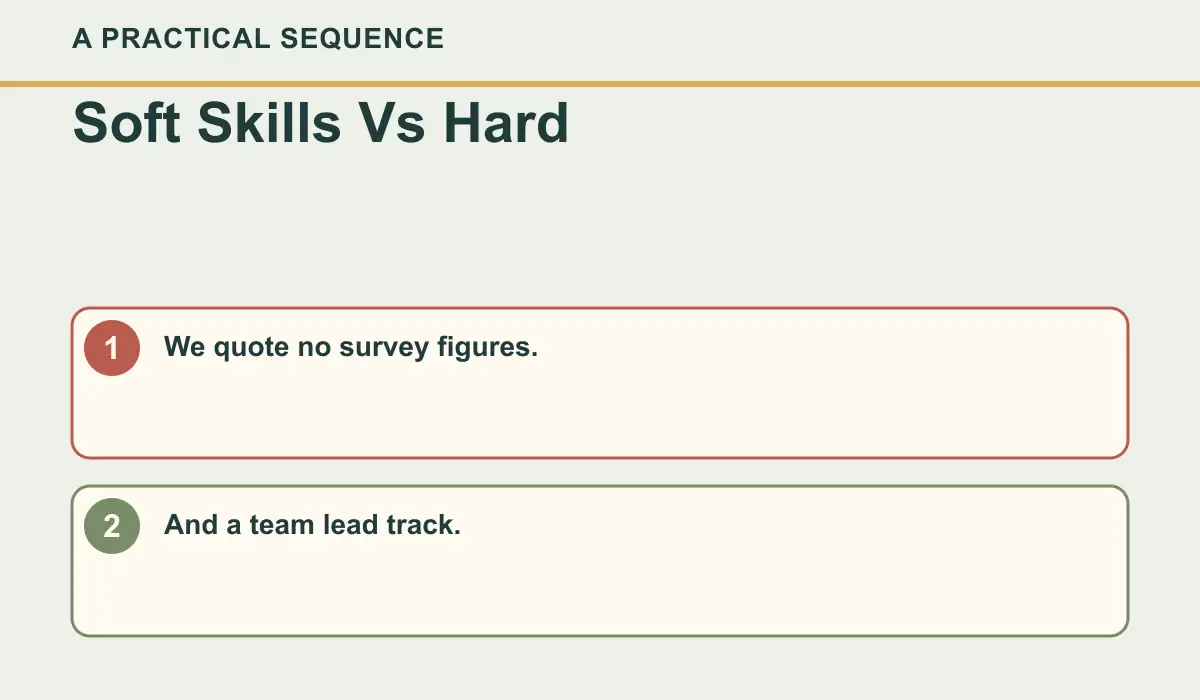 A PRACTICAL SEQUENCE
Soft Skills Vs Hard
1 We quote no survey figures.
2 And a team lead track.